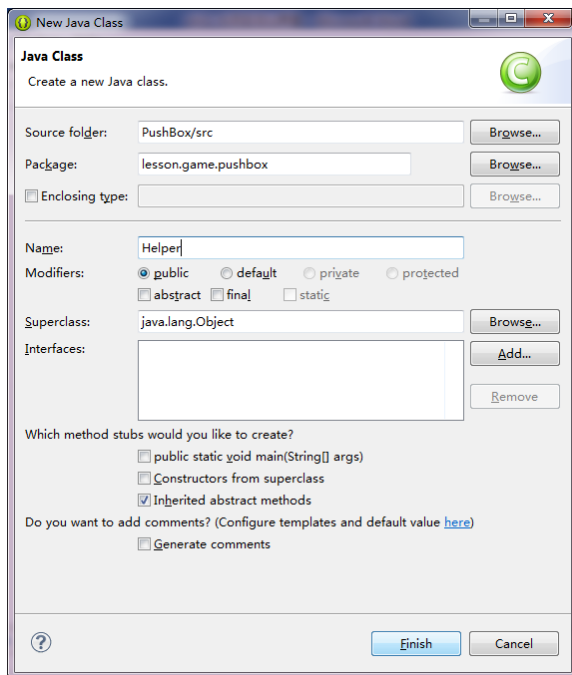 New Java Class
Java Class
Create a new Java class.
C
Source folder: PushBox/src Browse...
Package: lesson.game.pushbox Browse...
Enclosing type: Browse...
Name: Helper
Modifiers: public default private protected
abstract final static
Superclass: java.lang.Object Browse...
Interfaces: Add...
Remove
Which method stubs would you like to create?
public static void main(String[] args)
Constructors from superclass
Inherited abstract methods
Do you want to add comments? (Configure templates and default value here)
Generate comments
? Finish Cancel